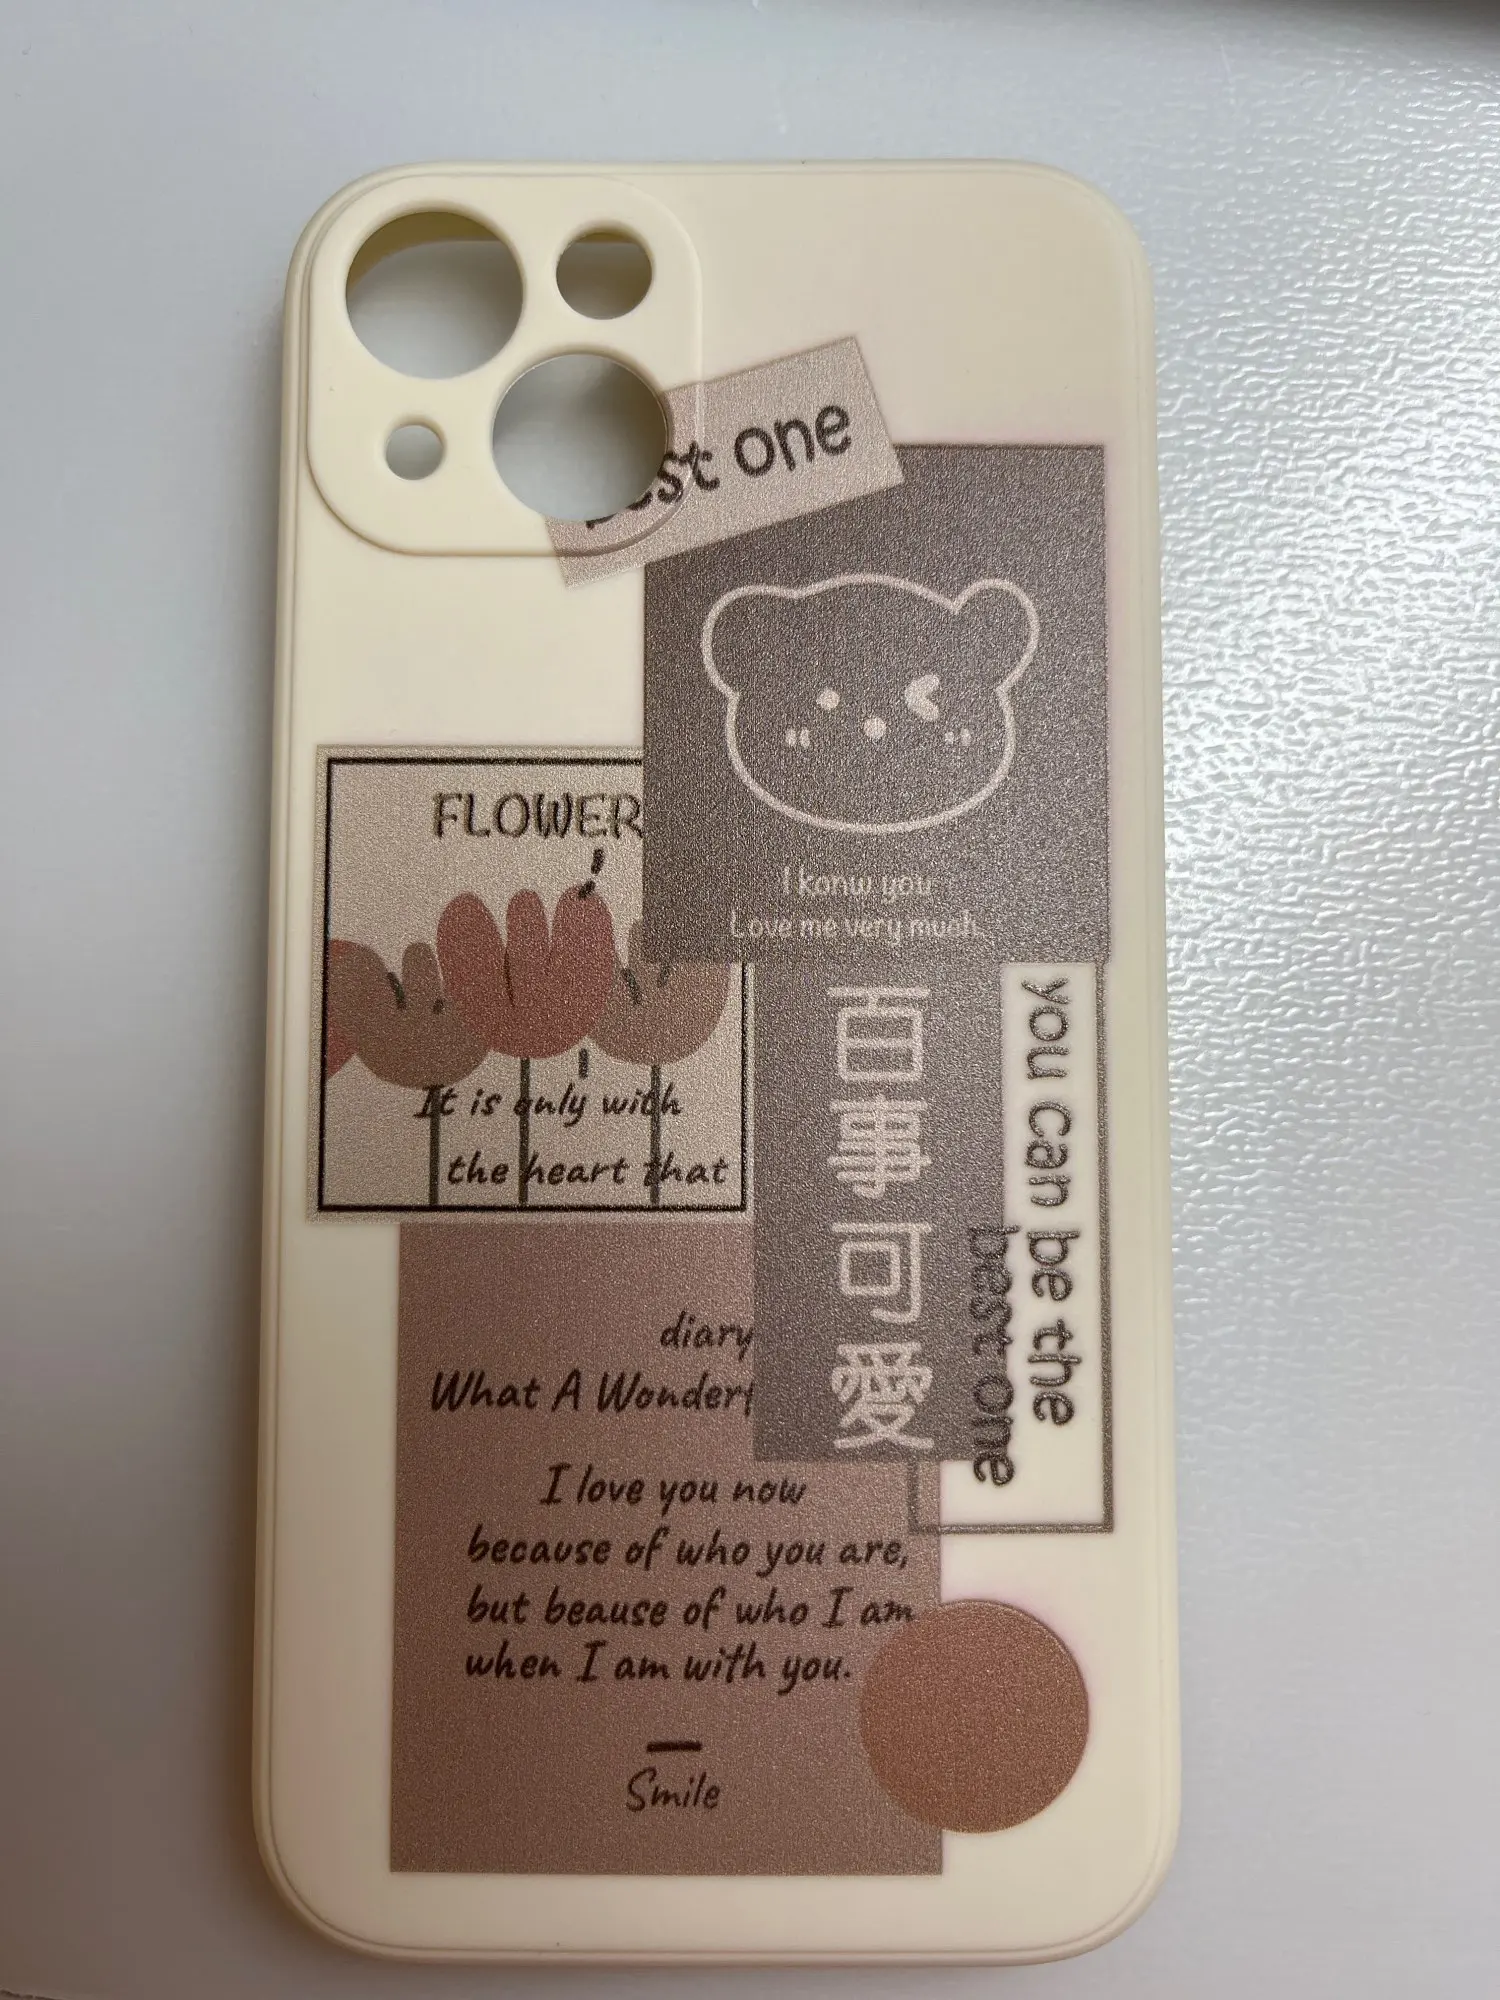 best one
FLOWER
I konw you
Love me very much
It is only with
the heart that
百事可愛
you can be the
best one
diary
What A Wonderf
I love you now
because of who you are,
but beause of who I am
when I am with you.
Smile